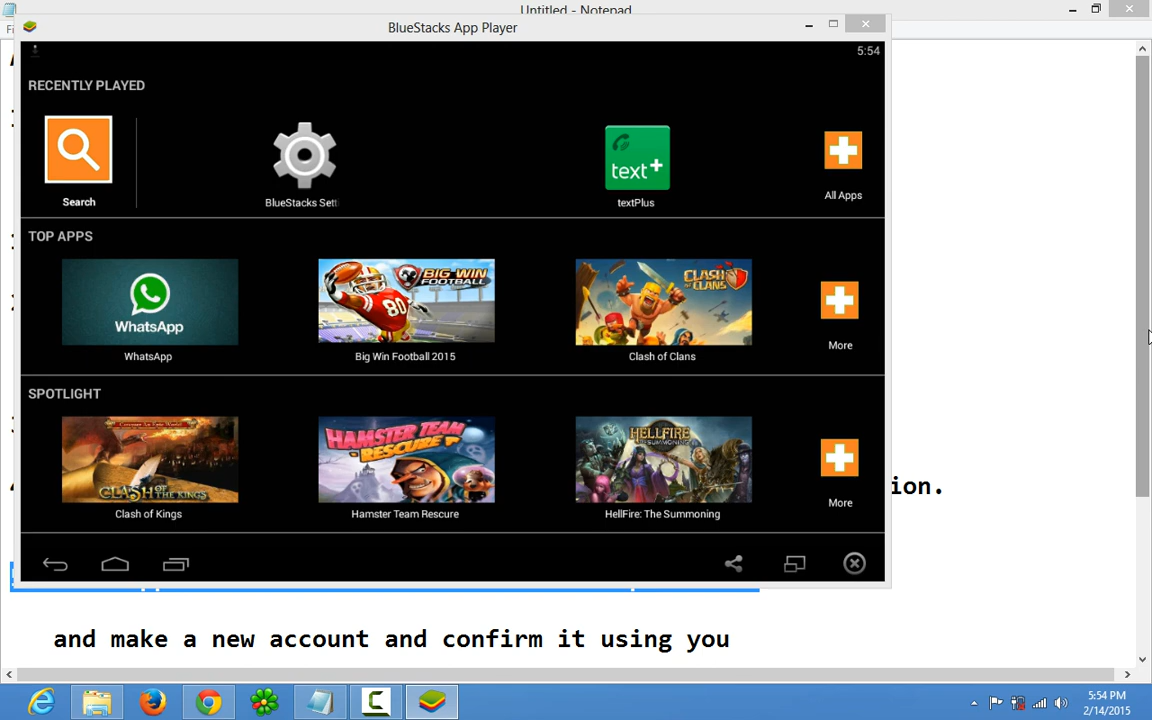 Untitled - Notepad
BlueStacks App Player
5:54
RECENTLY PLAYED
text+
Search
BlueStacks Sett
textPlus
All Apps
TOP APPS
WhatsApp
BIG WIN
FOOTBALL
80
CLASH OF CLANS
WhatsApp
Big Win Football 2015
Clash of Clans
More
SPOTLIGHT
CLASH OF THE KINGS
HAMSTER TEAM
RESCURE
HELLFIRE
THE SUMMONING
Clash of Kings
Hamster Team Rescure
HellFire: The Summoning
More
ion.
and make a new account and confirm it using you
5:54 PM
2/14/2015